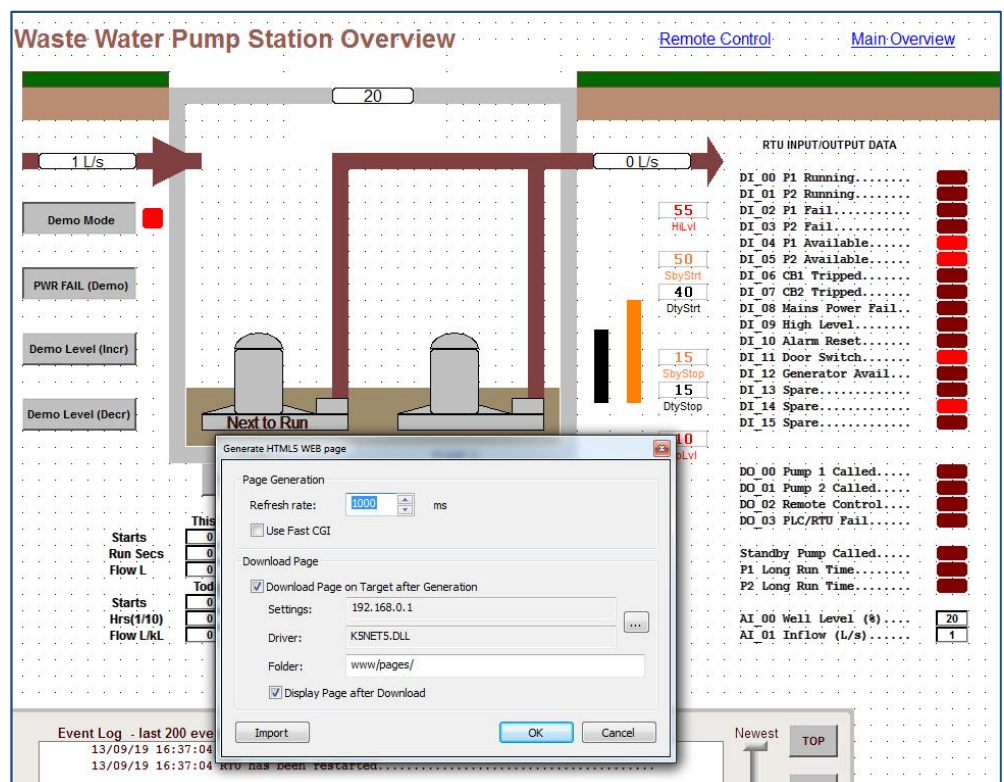 Waste Water Pump Station Overview
Remote Control
Main Overview
20
1 L/s
0 L/s
Demo Mode
PWR FAIL (Demo)
Demo Level (Incr)
Demo Level (Decr)
Next to Run
55
HiLvl
50
SbyStrt
40
DtyStrt
15
SbyStop
15
DtyStop
10
RTU INPUT/OUTPUT DATA
DI_00 P1 Running........
DI_01 P2 Running........
DI_02 P1 Fail...........
DI_03 P2 Fail...........
DI_04 P1 Available......
DI_05 P2 Available......
DI_06 CB1 Tripped.......
DI_07 CB2 Tripped.......
DI_08 Mains Power Fail..
DI_09 High Level........
DI_10 Alarm Reset.......
DI_11 Door Switch.......
DI_12 Generator Avail...
DI_13 Spare.............
DI_14 Spare.............
DI_15 Spare.............
DO_00 Pump 1 Called.....
DO_01 Pump 2 Called.....
DO_02 Remote Control....
DO_03 PLC/RTU Fail......
Standby Pump Called.....
P1 Long Run Time........
P2 Long Run Time........
AI_00 Well Level (%).... 20
AI_01 Inflow (L/s)...... 1
This
Starts 0
Run Secs 0
Flow L 0
Starts 0
Hrs(1/10) 0
Flow L/kL 0
Generate HTML5 WEB page
Page Generation
Refresh rate: 1000 ms
Use Fast CGI
Download Page
Download Page on Target after Generation
Settings: 192.168.0.1
...
Driver: K5NET5.DLL
Folder: www/pages/
Display Page after Download
Import
OK
Cancel
Event Log - last 200
13/09/19 16:37:04
13/09/19 16:37:04 RTU has been restarted
Newest
TOP